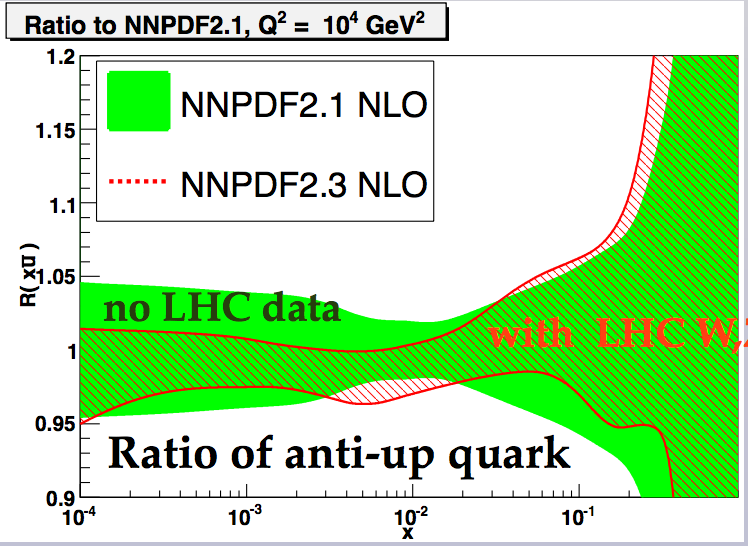 Ratio to NNPDF2.1, Q² = 10⁴ GeV²
NNPDF2.1 NLO
NNPDF2.3 NLO
R( xu̅ )
1.2
1.15
1.1
1.05
1
0.95
0.9
no LHC data
with LHC W,
Ratio of anti-up quark
10⁻⁴
10⁻³
10⁻²
10⁻¹
x